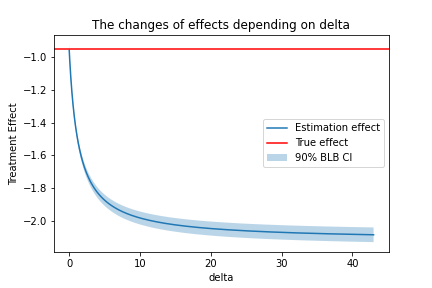 The changes of effects depending on delta
Treatment Effect
−1.0
−1.2
−1.4
−1.6
−1.8
−2.0
Estimation effect
True effect
90% BLB CI
0
10
20
30
40
delta